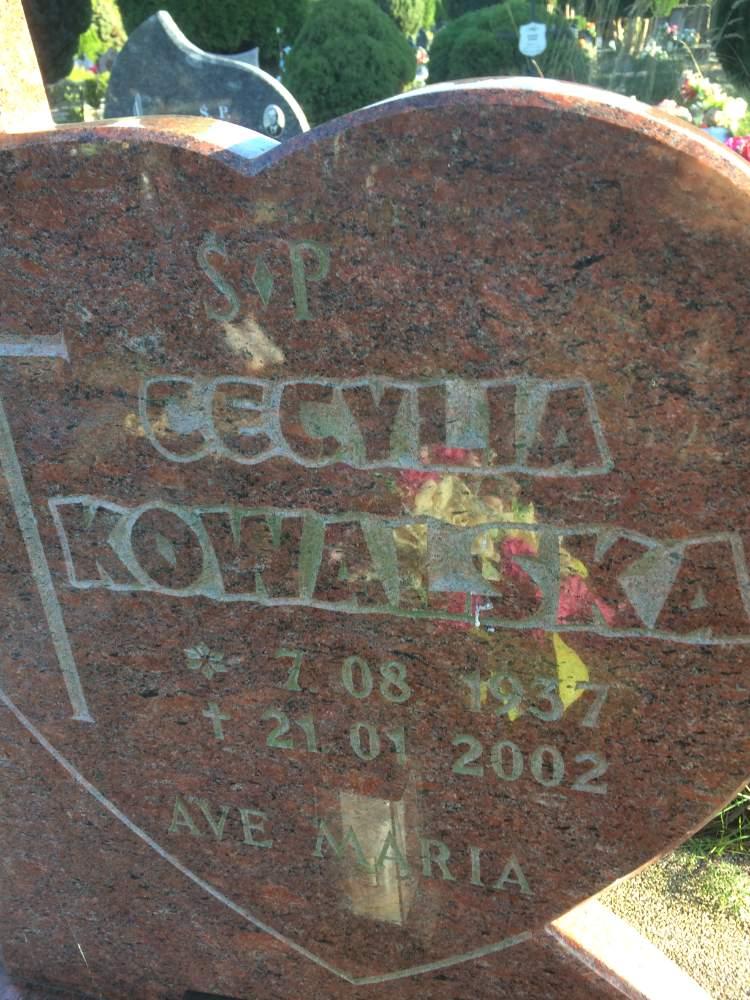 S♦P
CECYLIA
KOWALSKA
* 7. 08 1937
✝ 21. 01 2002
AVE MARIA
S.P.